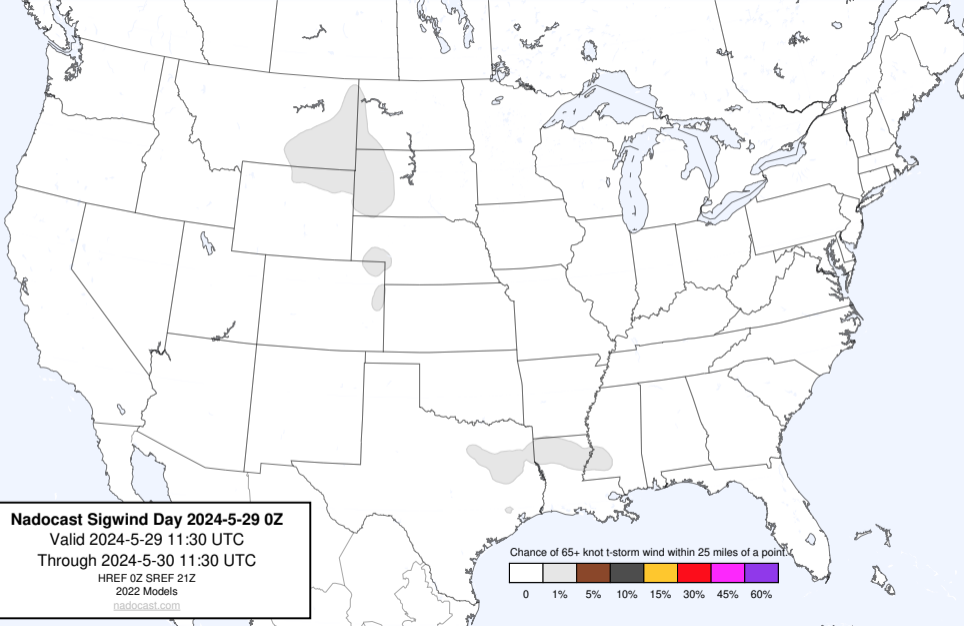 Nadocast Sigwind Day 2024-5-29 0Z
Valid 2024-5-29 11:30 UTC
Through 2024-5-30 11:30 UTC
HREF 0Z SREF 21Z
2022 Models
nadocast.com
Chance of 65+ knot t-storm wind within 25 miles of a point.
0 1% 5% 10% 15% 30% 45% 60%